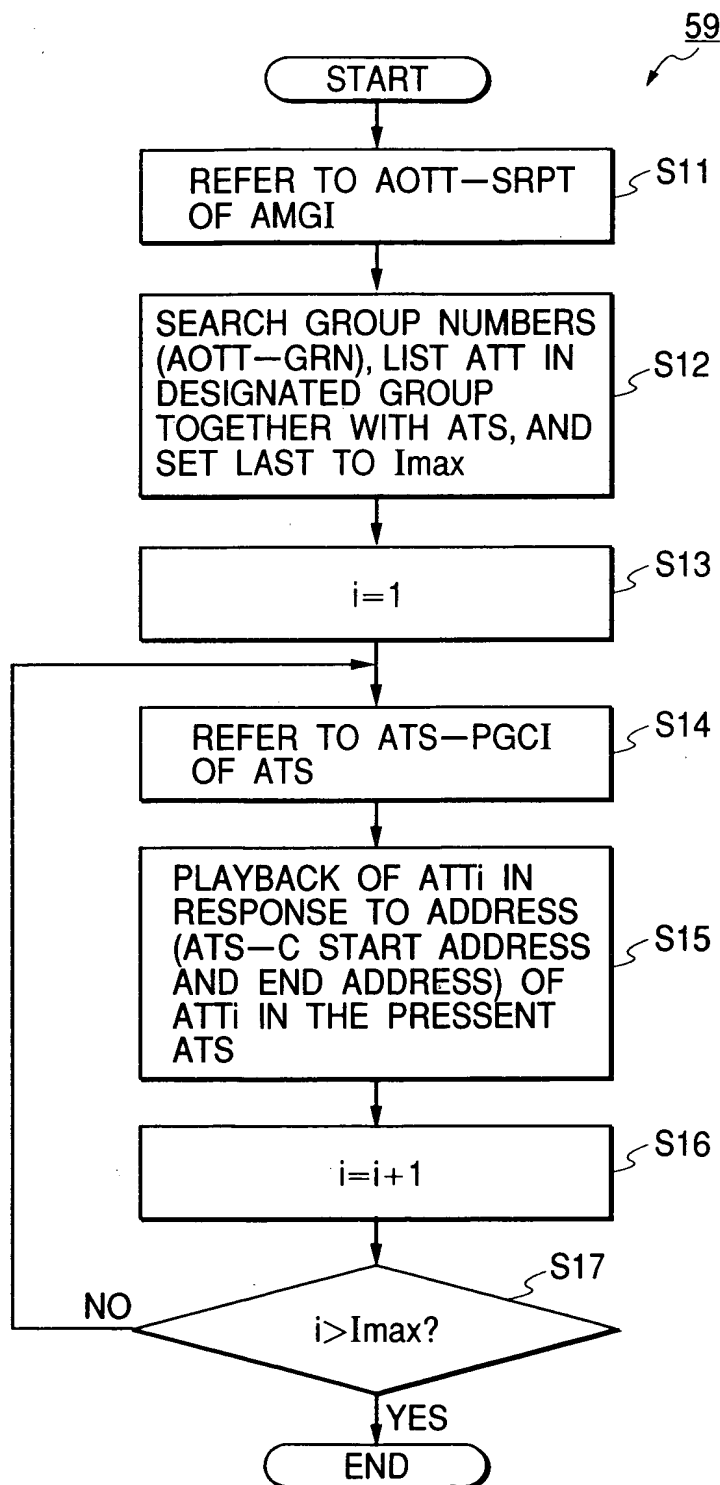 59
START
REFER TO AOTT—SRPT
OF AMGI
S11
SEARCH GROUP NUMBERS
(AOTT—GRN), LIST ATT IN
DESIGNATED GROUP
TOGETHER WITH ATS, AND
SET LAST TO Imax
S12
i=1
S13
REFER TO ATS—PGCI
OF ATS
S14
PLAYBACK OF ATTi IN
RESPONSE TO ADDRESS
(ATS—C START ADDRESS
AND END ADDRESS) OF
ATTi IN THE PRESSENT
ATS
S15
i=i+1
S16
S17
NO
i>Imax?
YES
END